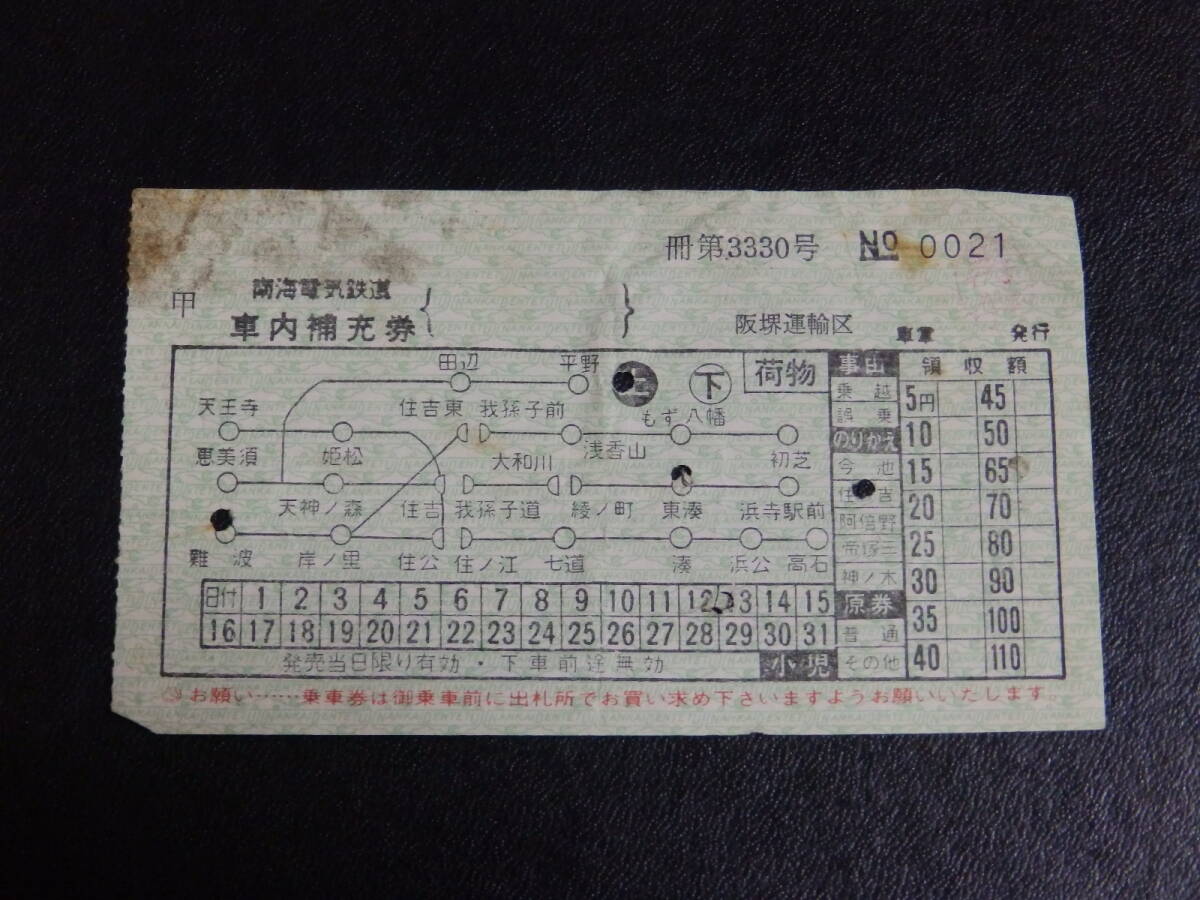 冊第3330号 No 0021
甲 南海電気鉄道
車内補充券
阪堺運輸区 車掌 発行
田辺 平野 上 下 荷物
天王寺 住吉東 我孫子前 もず八幡
恵美須 姫松 大和川 浅香山 初芝
天神ノ森 住吉 我孫子道 綾ノ町 東湊 浜寺駅前
難波 岸ノ里 住公 住ノ江 七道 湊 浜公 高石
日付 1 2 3 4 5 6 7 8 9 10 11 12 13 14 15
16 17 18 19 20 21 22 23 24 25 26 27 28 29 30 31
発売当日限り有効・下車前途無効 小児
事由 領収額
乗越 5円 45
誤乗
のりかえ 10 50
今池 15 65
住吉 20 70
阿倍野
帝塚三 25 80
神ノ木 30 90
原券 35 100
普通
その他 40 110
お願い……乗車券は御乗車前に出札所でお買い求め下さいますようお願いいたします。